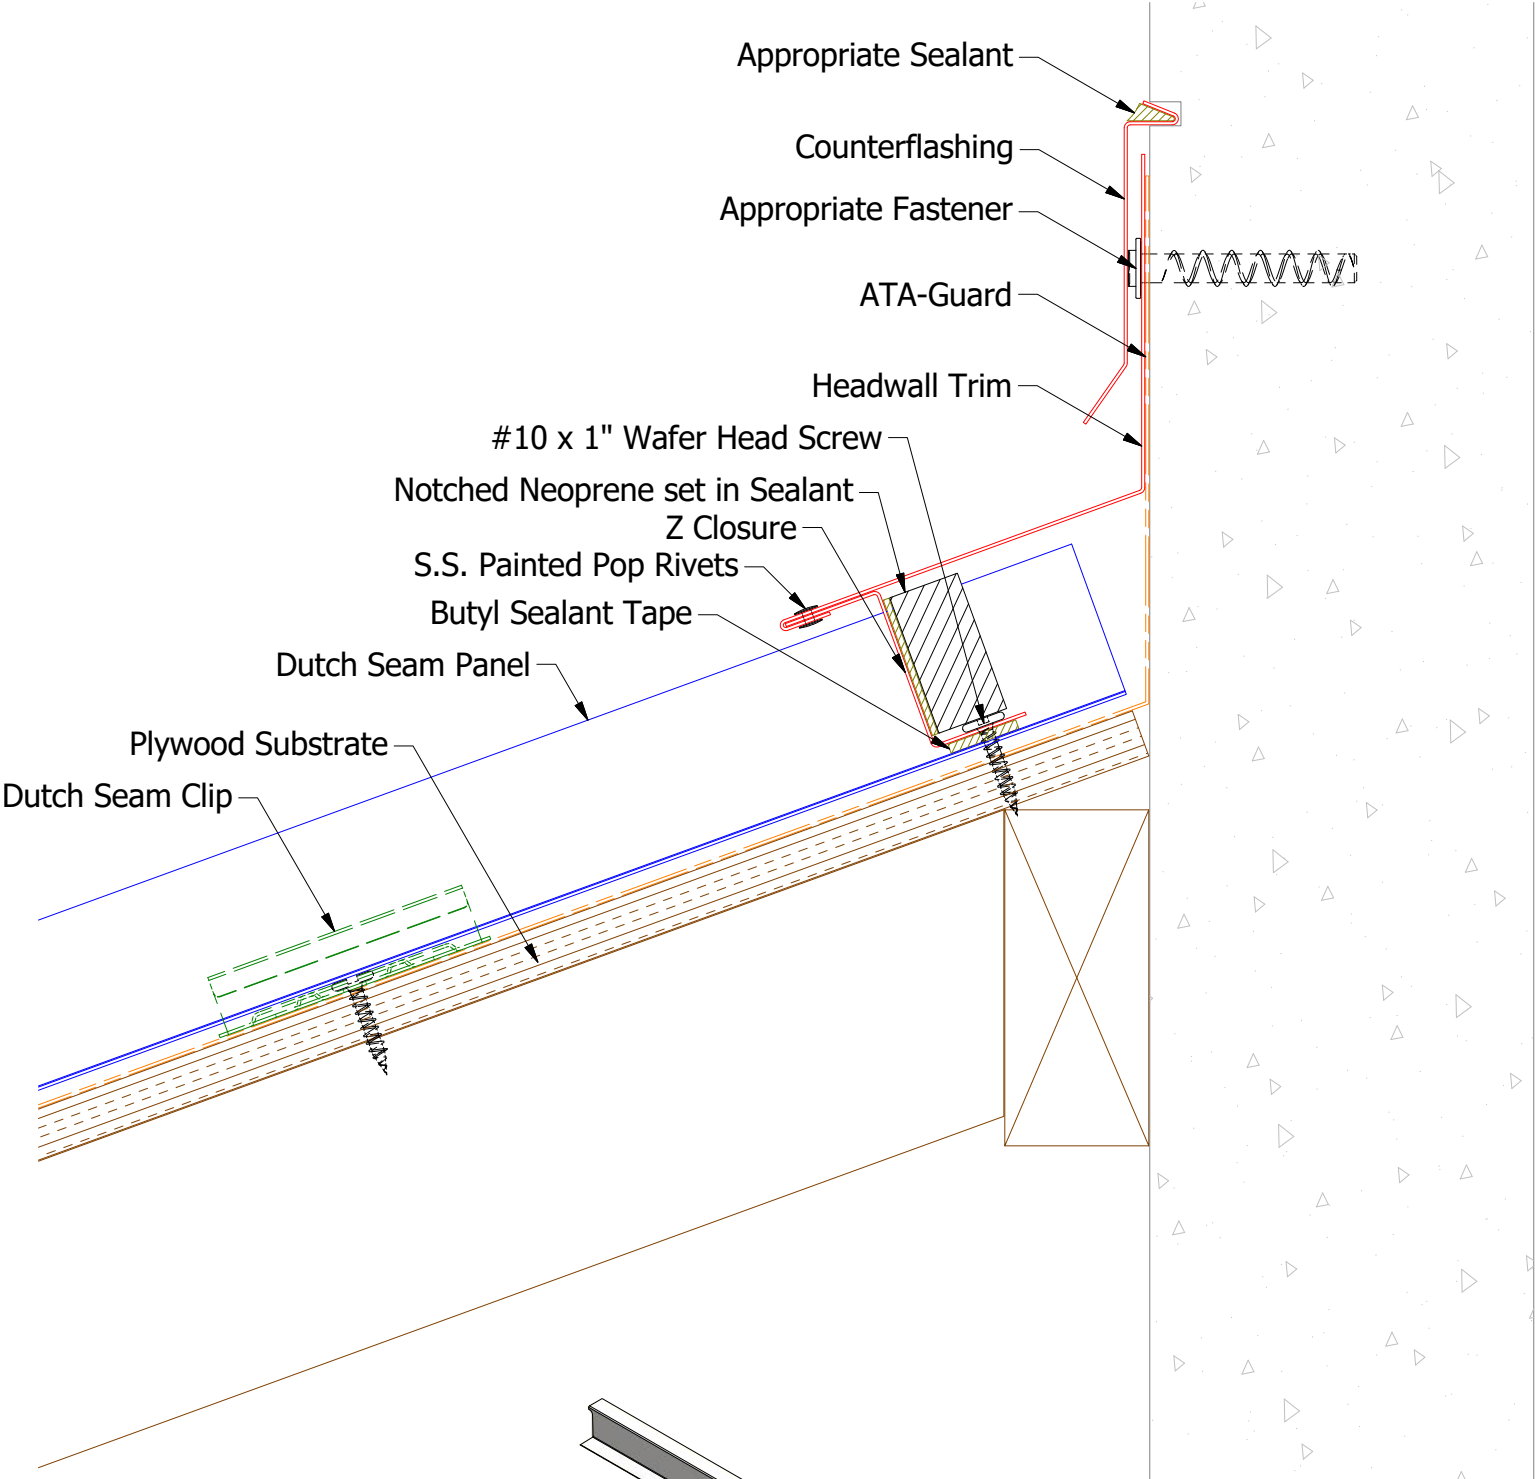 Appropriate Sealant
Counterflashing
Appropriate Fastener
ATA-Guard
Headwall Trim
#10 x 1" Wafer Head Screw
Notched Neoprene set in Sealant
Z Closure
S.S. Painted Pop Rivets
Butyl Sealant Tape
Dutch Seam Panel
Plywood Substrate
Dutch Seam Clip